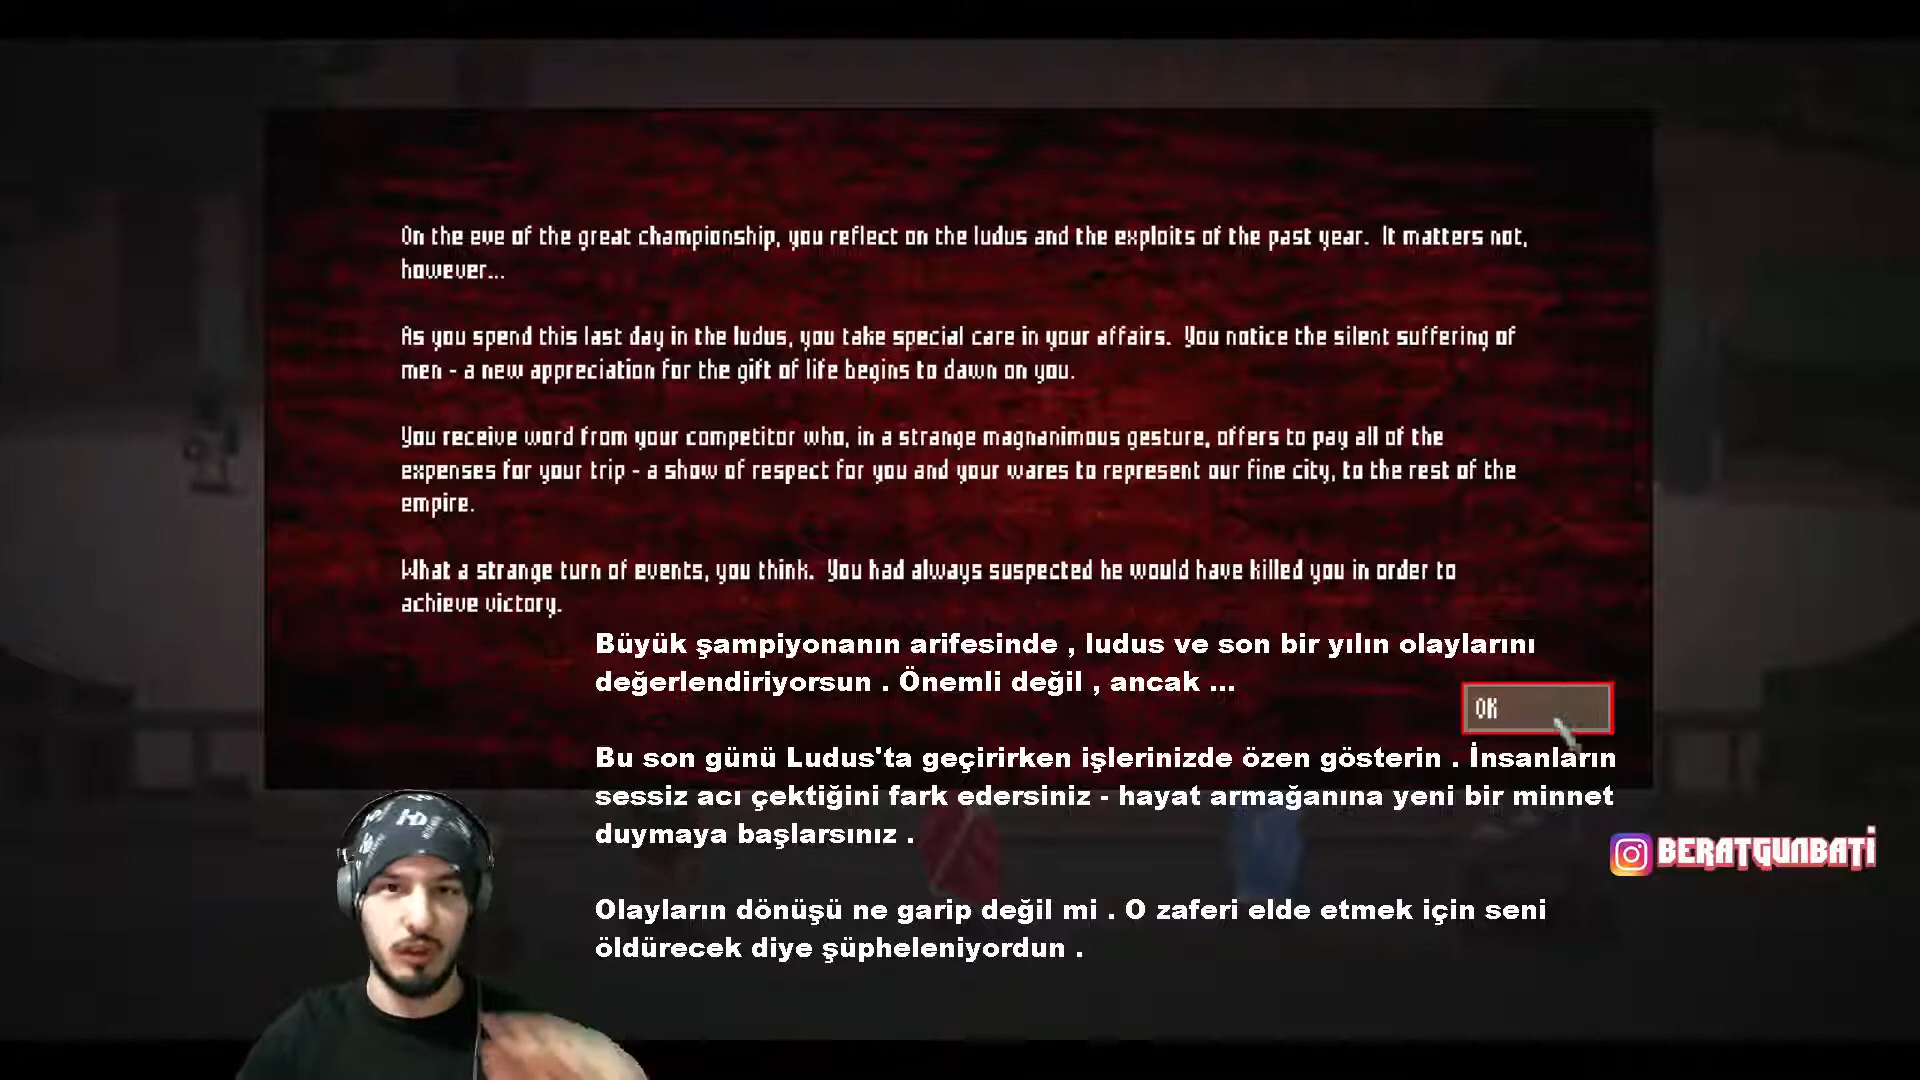 On the eve of the great championship, you reflect on the ludus and the exploits of the past year. It matters not,
however...
As you spend this last day in the ludus, you take special care in your affairs. You notice the silent suffering of
men - a new appreciation for the gift of life begins to dawn on you.
You receive word from your competitor who, in a strange magnanimous gesture, offers to pay all of the
expenses for your trip - a show of respect for you and your wares to represent our fine city, to the rest of the
empire.
What a strange turn of events, you think. You had always suspected he would have killed you in order to
achieve victory.
Büyük şampiyonanın arifesinde , ludus ve son bir yılın olaylarını
değerlendiriyorsun . Önemli değil , ancak ...
OK
Bu son günü Ludus'ta geçirirken işlerinizde özen gösterin . İnsanların
sessiz acı çektiğini fark edersiniz - hayat armağanına yeni bir minnet
duymaya başlarsınız .
BERATGUNBATİ
Olayların dönüşü ne garip değil mi . O zaferi elde etmek için seni
öldürecek diye şüpheleniyordun .